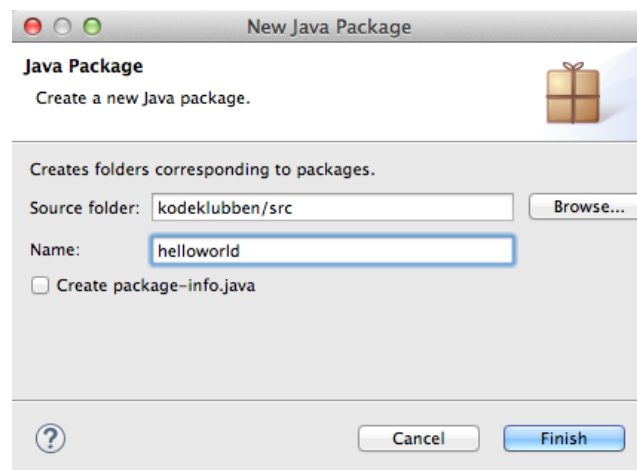 New Java Package
Java Package
Create a new Java package.
Creates folders corresponding to packages.
Source folder: kodeklubben/src Browse...
Name: helloworld
Create package-info.java
? Cancel Finish